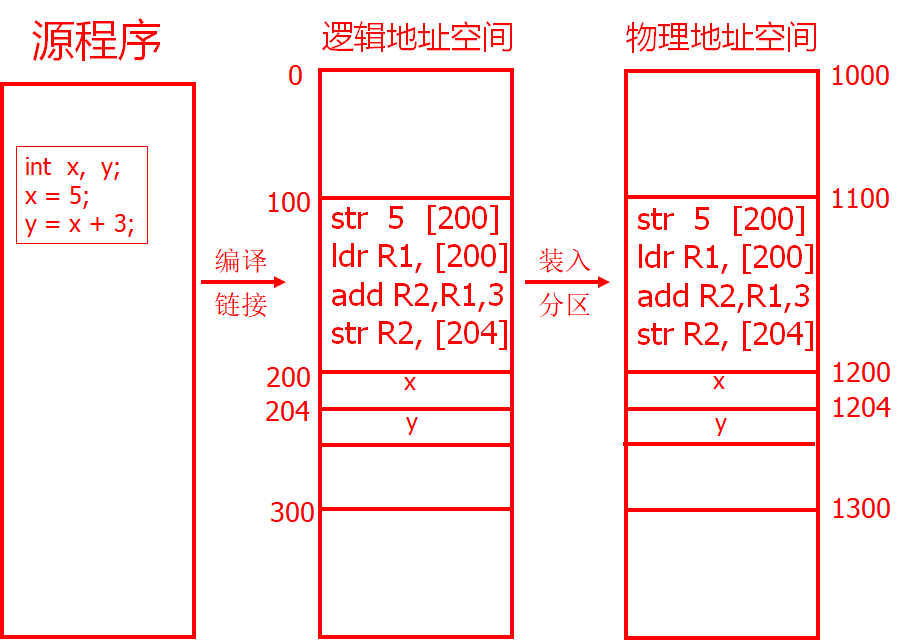 源程序
int x, y;
x = 5;
y = x + 3;
编译
链接
逻辑地址空间
0
100
str 5 [200]
ldr R1, [200]
add R2,R1,3
str R2, [204]
200
x
204
y
300
装入
分区
物理地址空间
1000
1100
str 5 [200]
ldr R1, [200]
add R2,R1,3
str R2, [204]
1200
x
1204
y
1300